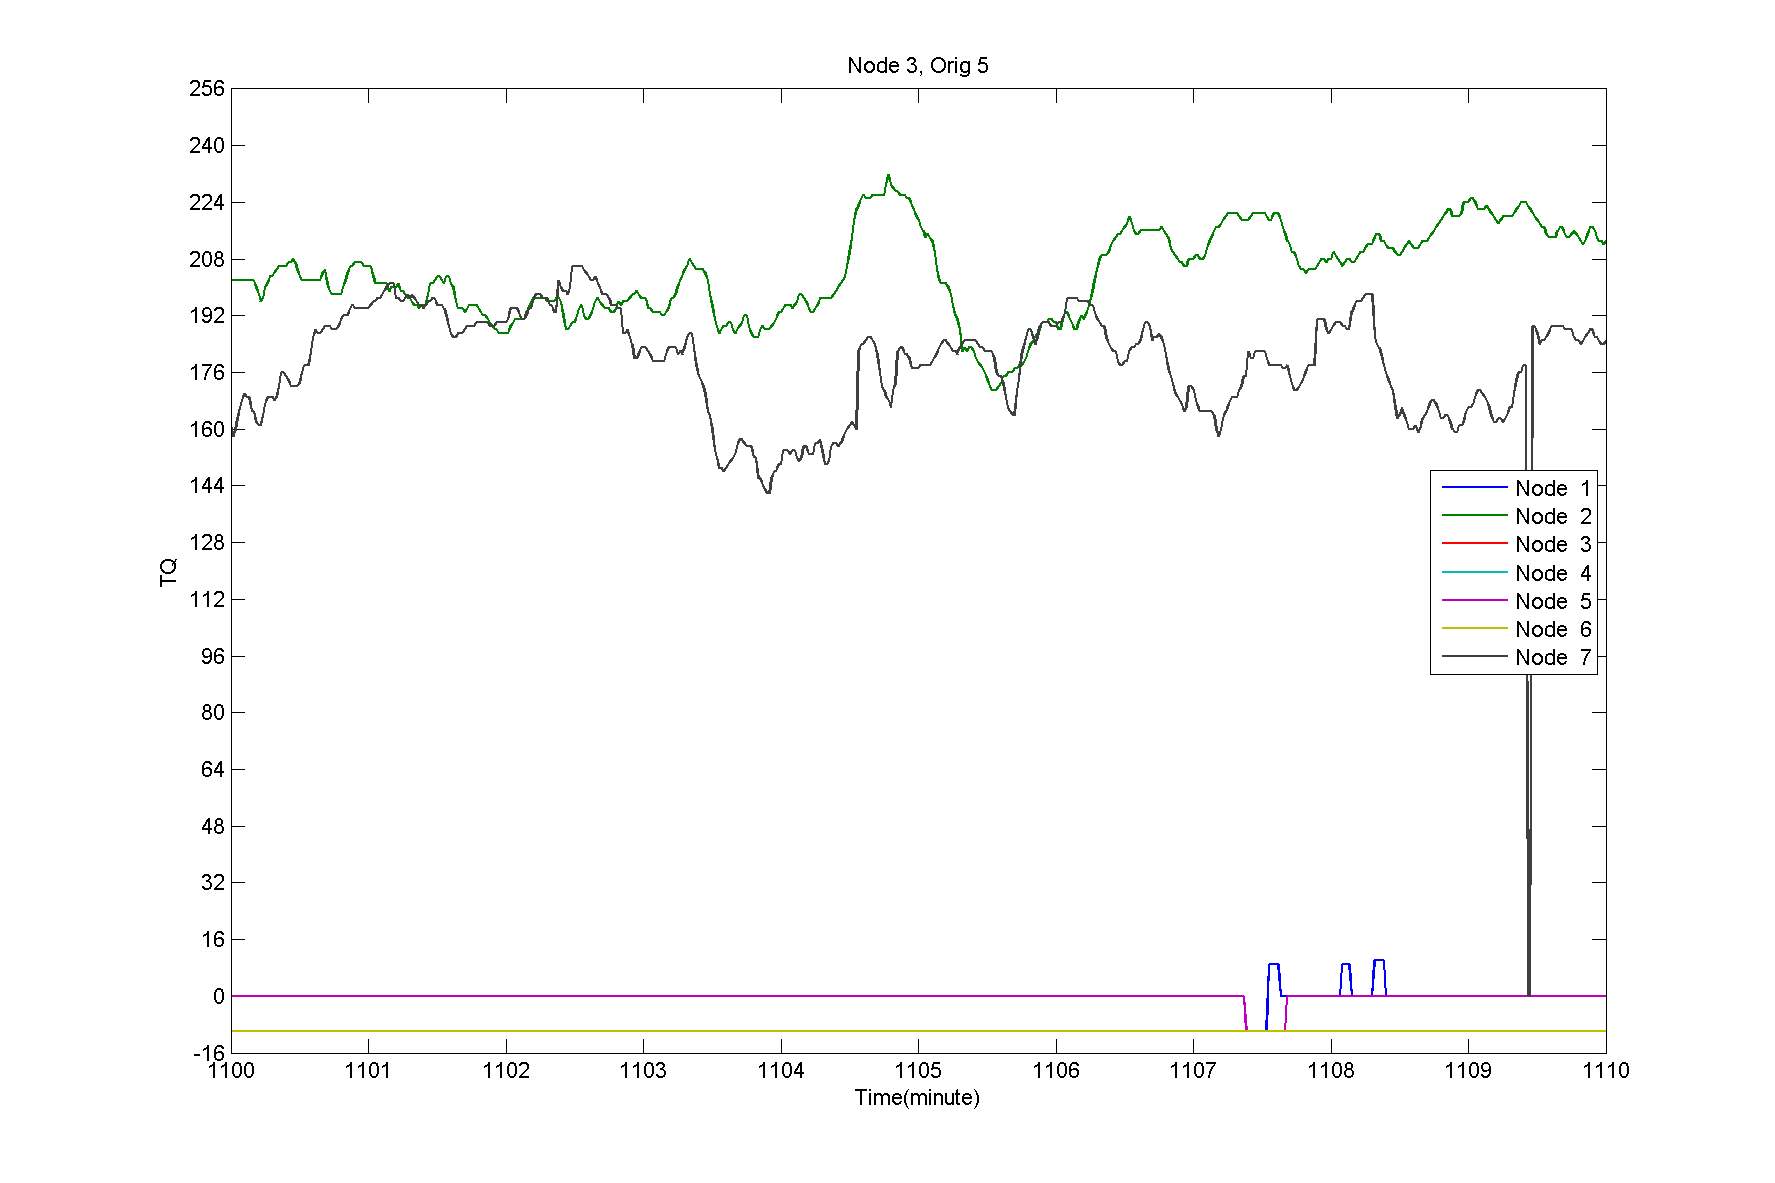 Node 3, Orig 5
256
240
224
208
192
176
160
144
128
112
96
80
64
48
32
16
0
-16
TQ
Node 1
Node 2
Node 3
Node 4
Node 5
Node 6
Node 7
1100 1101 1102 1103 1104 1105 1106 1107 1108 1109 1110
Time(minute)